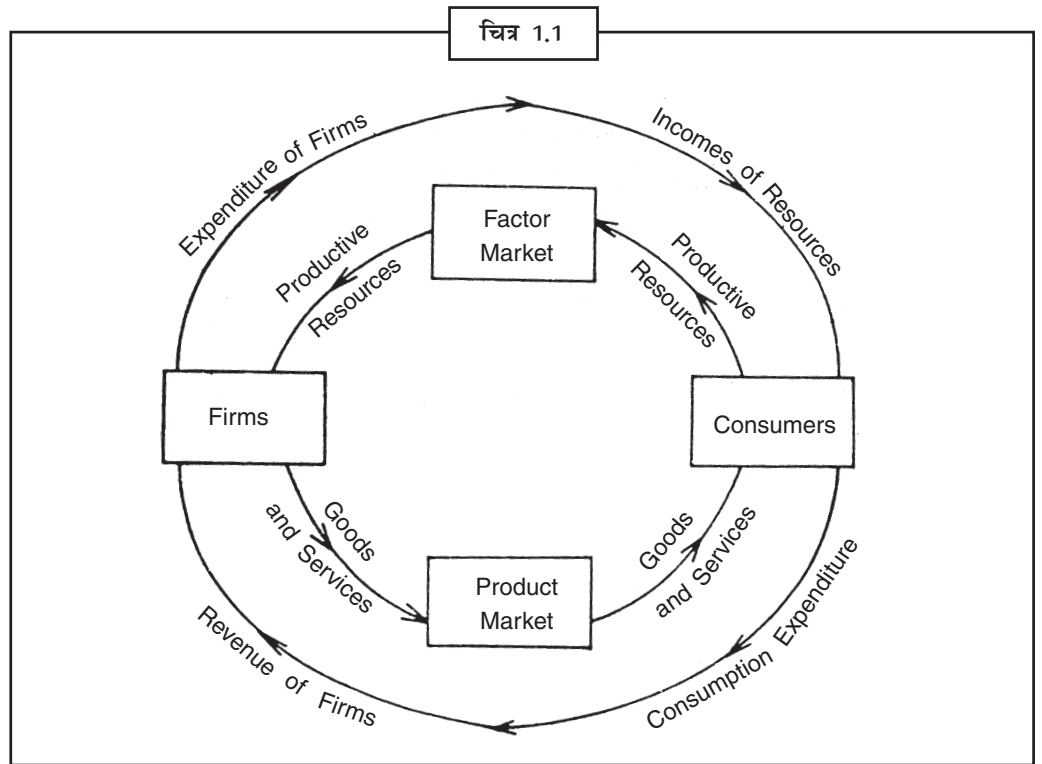 चित्र 1.1
Expenditure of Firms
Incomes of Resources
Factor
Market
Productive
Resources
Productive
Resources
Firms
Consumers
Goods
and Services
Product
Market
Goods
and Services
Revenue of Firms
Consumption Expenditure